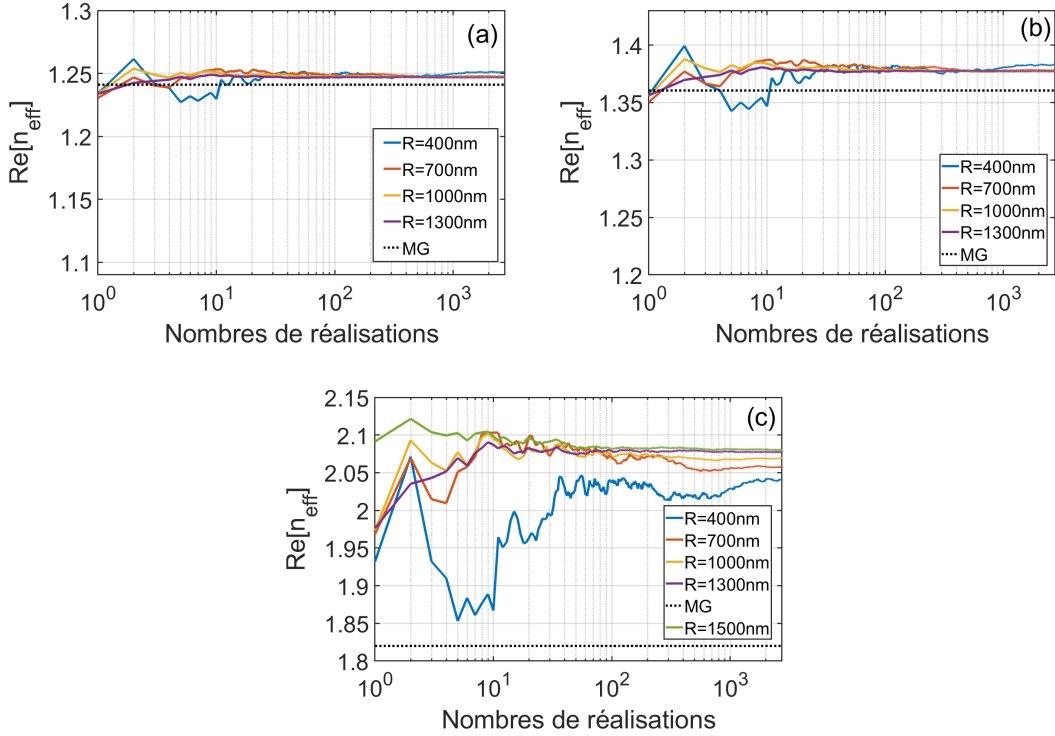 (a)
Re[n_eff]
1.3
1.25
1.2
1.15
1.1
R=400nm
R=700nm
R=1000nm
R=1300nm
MG
10^0 10^1 10^2 10^3
Nombres de réalisations
(b)
Re[n_eff]
1.4
1.35
1.3
1.25
1.2
R=400nm
R=700nm
R=1000nm
R=1300nm
MG
10^0 10^1 10^2 10^3
Nombres de réalisations
(c)
Re[n_eff]
2.15
2.1
2.05
2
1.95
1.9
1.85
1.8
R=400nm
R=700nm
R=1000nm
R=1300nm
MG
R=1500nm
10^0 10^1 10^2 10^3
Nombres de réalisations